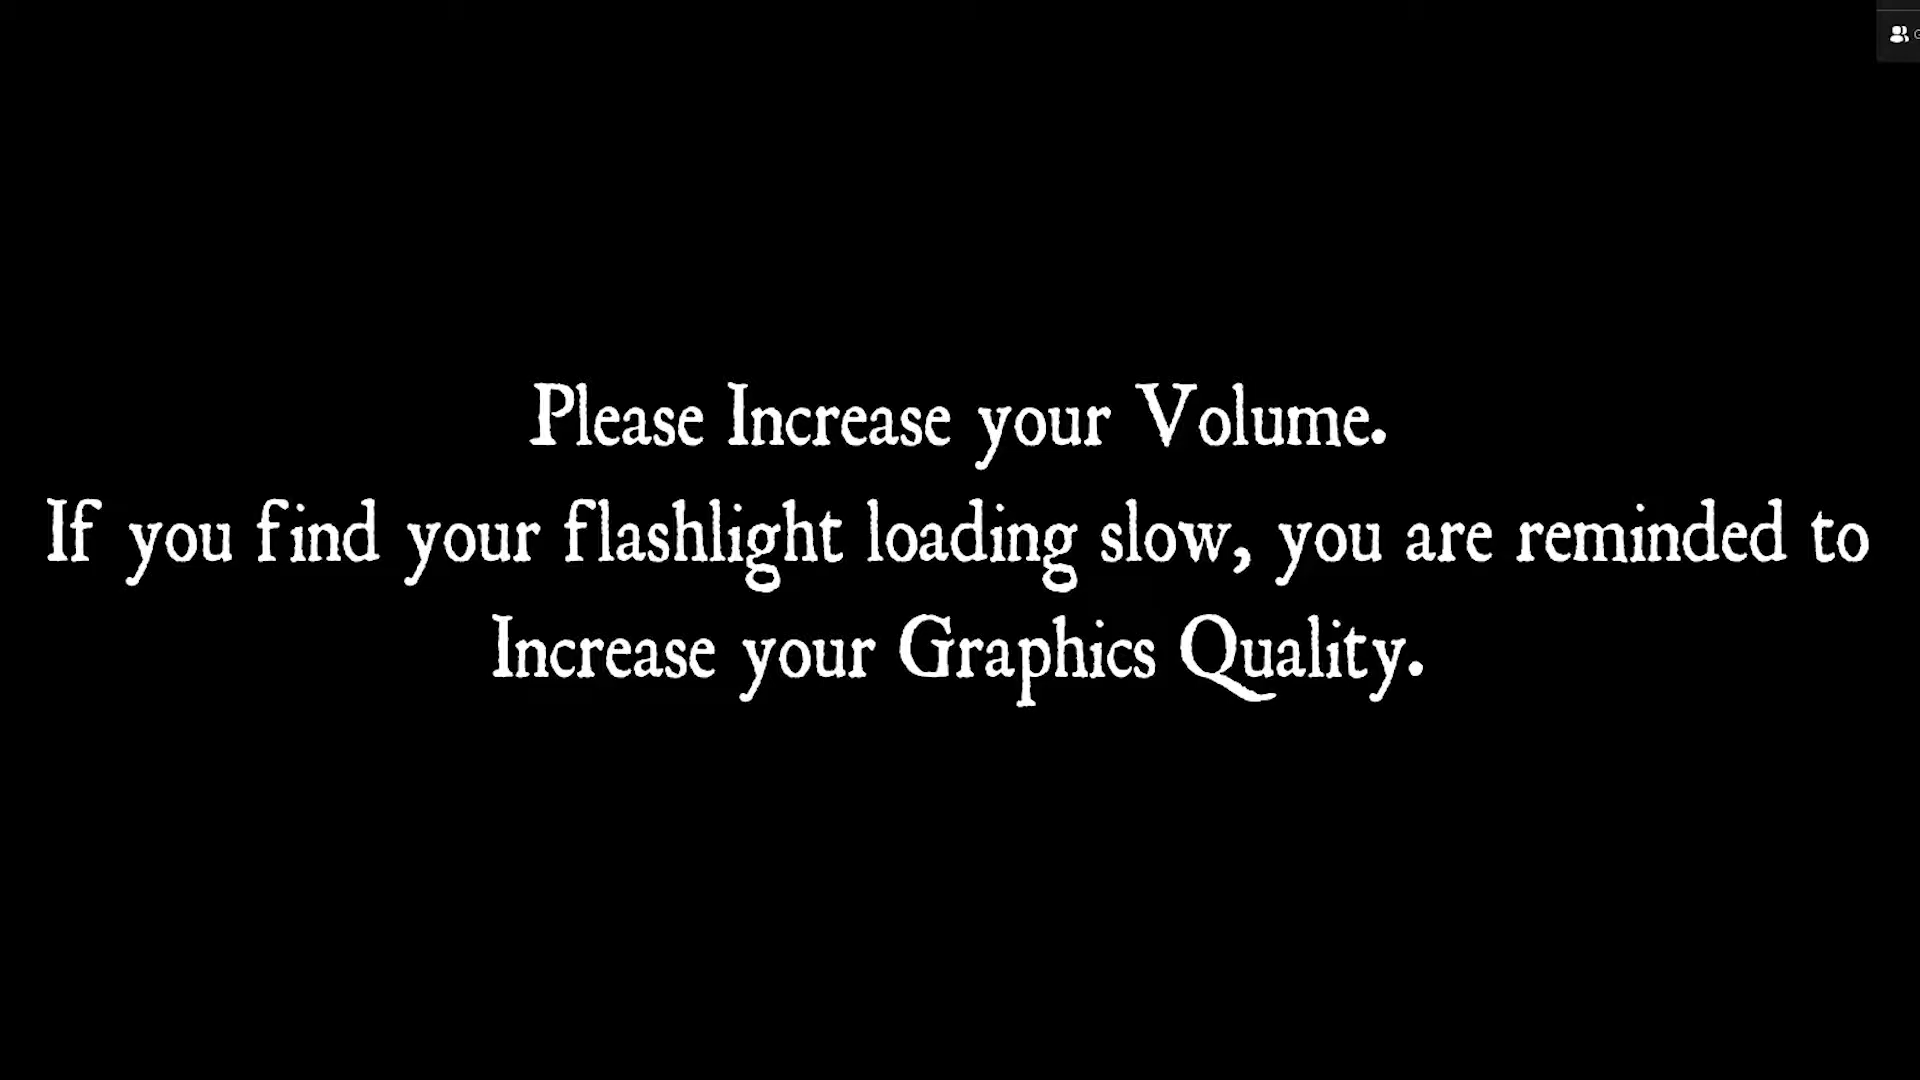 Please Increase your Volume.
If you find your flashlight loading slow, you are reminded to
Increase your Graphics Quality.